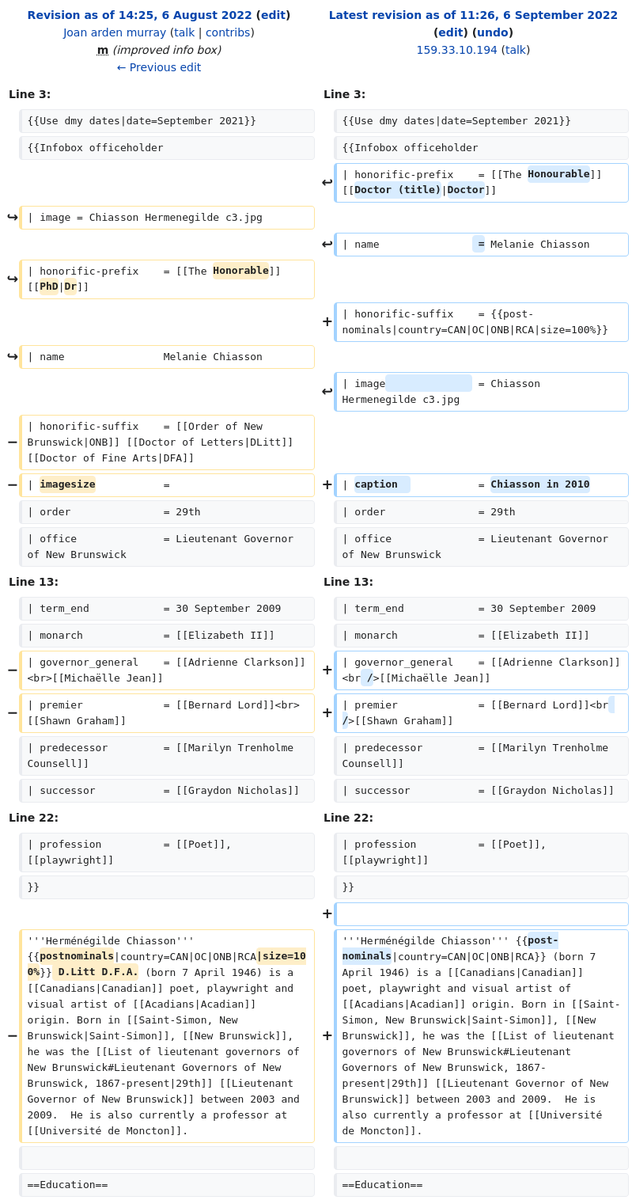 Revision as of 14:25, 6 August 2022 (edit)
Joan arden murray (talk | contribs)
m (improved info box)
← Previous edit
Latest revision as of 11:26, 6 September 2022
(edit) (undo)
159.33.10.194 (talk)
Line 3:
Line 3:
{{Use dmy dates|date=September 2021}}
{{Use dmy dates|date=September 2021}}
{{Infobox officeholder
{{Infobox officeholder
| honorific-prefix    = [[The Honourable]]
[[Doctor (title)|Doctor]]
| image = Chiasson Hermenegilde c3.jpg
| name                = Melanie Chiasson
| honorific-prefix    = [[The Honorable]]
[[PhD|Dr]]
| honorific-suffix    = {{post-
nominals|country=CAN|OC|ONB|RCA|size=100%}}
| name                Melanie Chiasson
| image               = Chiasson
Hermenegilde c3.jpg
| honorific-suffix    = [[Order of New
Brunswick|ONB]] [[Doctor of Letters|DLitt]]
[[Doctor of Fine Arts|DFA]]
| imagesize           =
| caption             = Chiasson in 2010
| order               = 29th
| order               = 29th
| office              = Lieutenant Governor
of New Brunswick
| office              = Lieutenant Governor
of New Brunswick
Line 13:
Line 13:
| term_end            = 30 September 2009
| term_end            = 30 September 2009
| monarch             = [[Elizabeth II]]
| monarch             = [[Elizabeth II]]
| governor_general    = [[Adrienne Clarkson]]
<br>[[Michaëlle Jean]]
| governor_general    = [[Adrienne Clarkson]]
<br />[[Michaëlle Jean]]
| premier             = [[Bernard Lord]]<br>
[[Shawn Graham]]
| premier             = [[Bernard Lord]]<br
/>[[Shawn Graham]]
| predecessor         = [[Marilyn Trenholme
Counsell]]
| predecessor         = [[Marilyn Trenholme
Counsell]]
| successor           = [[Graydon Nicholas]]
| successor           = [[Graydon Nicholas]]
Line 22:
Line 22:
| profession          = [[Poet]],
[[playwright]]
| profession          = [[Poet]],
[[playwright]]
}}
}}
'''Herménégilde Chiasson'''
{{postnominals|country=CAN|OC|ONB|RCA|size=10
0%}} D.Litt D.F.A. (born 7 April 1946) is a
[[Canadians|Canadian]] poet, playwright and
visual artist of [[Acadians|Acadian]]
origin. Born in [[Saint-Simon, New
Brunswick|Saint-Simon]], [[New Brunswick]],
he was the [[List of lieutenant governors of
New Brunswick#Lieutenant Governors of New
Brunswick, 1867-present|29th]] [[Lieutenant
Governor of New Brunswick]] between 2003 and
2009.  He is also currently a professor at
[[Université de Moncton]].
'''Herménégilde Chiasson''' {{post-
nominals|country=CAN|OC|ONB|RCA}} (born 7
April 1946) is a [[Canadians|Canadian]]
poet, playwright and visual artist of
[[Acadians|Acadian]] origin. Born in [[Saint-
Simon, New Brunswick|Saint-Simon]], [[New
Brunswick]], he was the [[List of lieutenant
governors of New Brunswick#Lieutenant
Governors of New Brunswick, 1867-
present|29th]] [[Lieutenant Governor of New
Brunswick]] between 2003 and 2009.  He is
also currently a professor at [[Université
de Moncton]].
==Education==
==Education==